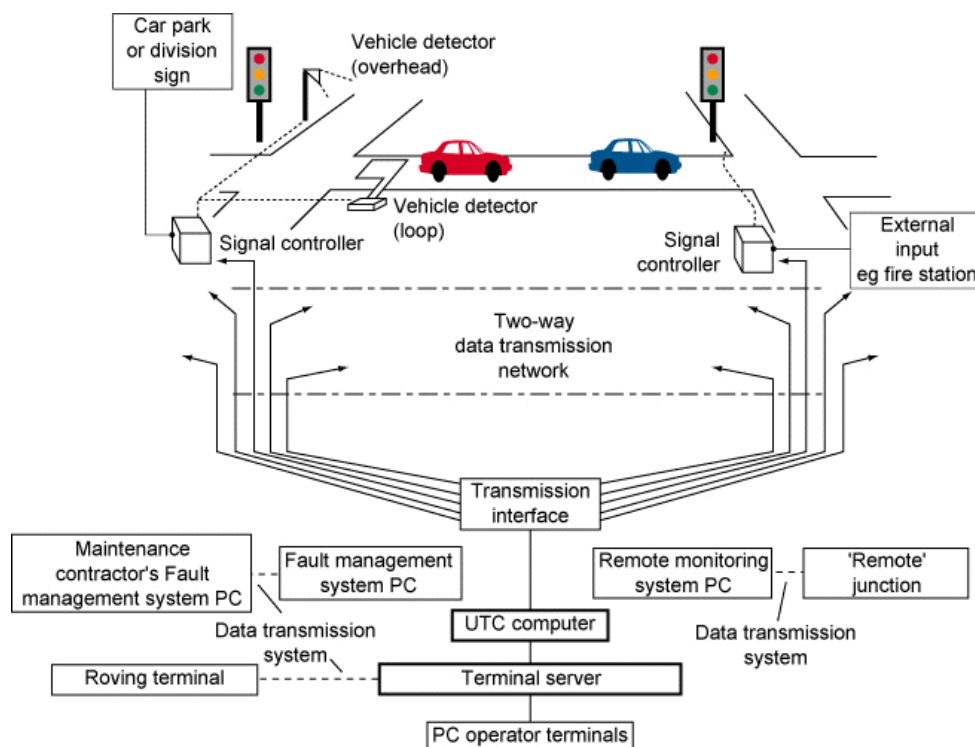 Car park
or division
sign
Vehicle detector
(overhead)
Vehicle detector
(loop)
Signal controller
Signal
controller
External
input
eg fire station
Two-way
data transmission
network
Transmission
interface
Maintenance
contractor's Fault
management system PC
Fault management
system PC
Remote monitoring
system PC
'Remote'
junction
UTC computer
Data transmission
system
Data transmission
system
Roving terminal
Terminal server
PC operator terminals